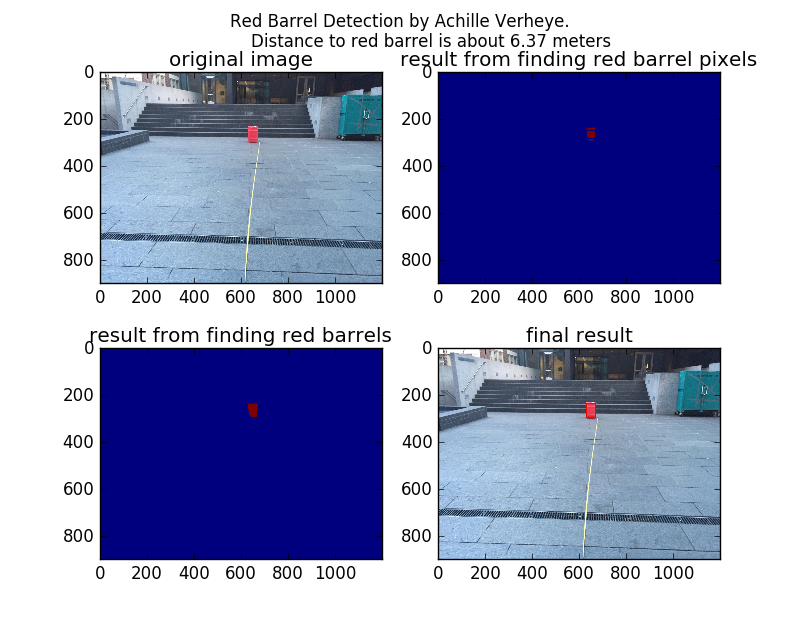 Red Barrel Detection by Achille Verheye.
Distance to red barrel is about 6.37 meters
original image
result from finding red barrel pixels
0
200
400
600
800
0 200 400 600 800 1000
0
200
400
600
800
0 200 400 600 800 1000
result from finding red barrels
final result
0
200
400
600
800
0 200 400 600 800 1000
0
200
400
600
800
0 200 400 600 800 1000